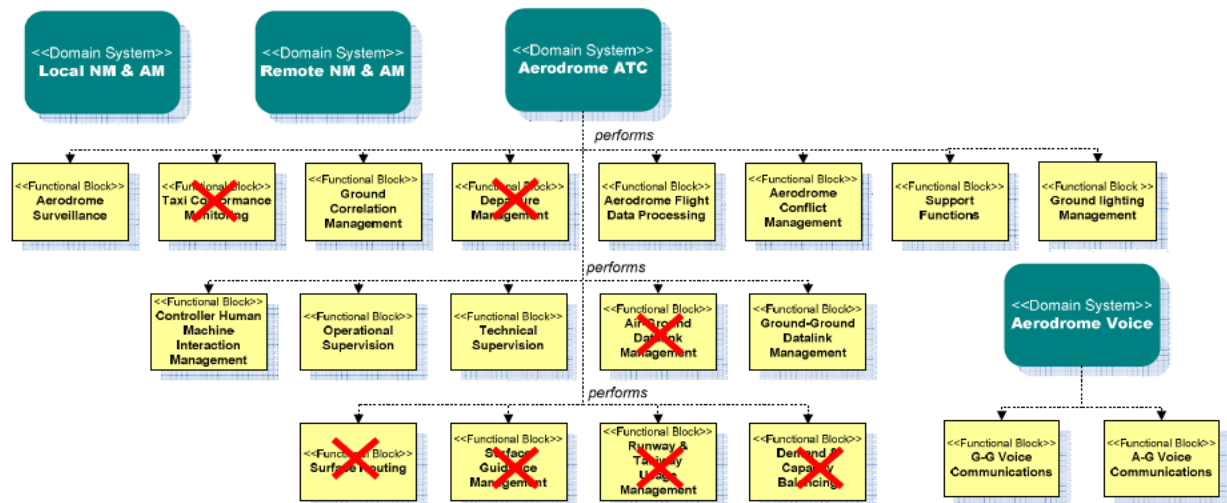 <<Domain System>>
Local NM & AM
<<Domain System>>
Remote NM & AM
<<Domain System>>
Aerodrome ATC
performs
<<Functional Block>>
Aerodrome
Surveillance
<<Functional Block>>
Taxi Conformance
Monitoring
<<Functional Block>>
Ground
Correlation
Management
<<Functional Block>>
Departure
Management
<<Functional Block>>
Aerodrome Flight
Data Processing
<<Functional Block>>
Aerodrome
Conflict
Management
<<Functional Block>>
Support
Functions
<<Functional Block >>
Ground lighting
Management
performs
<<Functional Block>>
Controller Human
Machine
Interaction
Management
<<Functional Block>>
Operational
Supervision
<<Functional Block>>
Technical
Supervision
<<Functional Block>>
Air-Ground
Datalink
Management
<<Functional Block>>
Ground-Ground
Datalink
Management
<<Domain System>>
Aerodrome Voice
performs
<<Functional Block>>
Surface Routing
<<Functional Block>>
Surface
Guidance
Management
<<Functional Block>>
Runway &
Taxiway
Usage
Management
<<Functional Block>>
Demand &
Capacity
Balancing
<<Functional Block>>
G-G Voice
Communications
<<Functional Block>>
A-G Voice
Communications